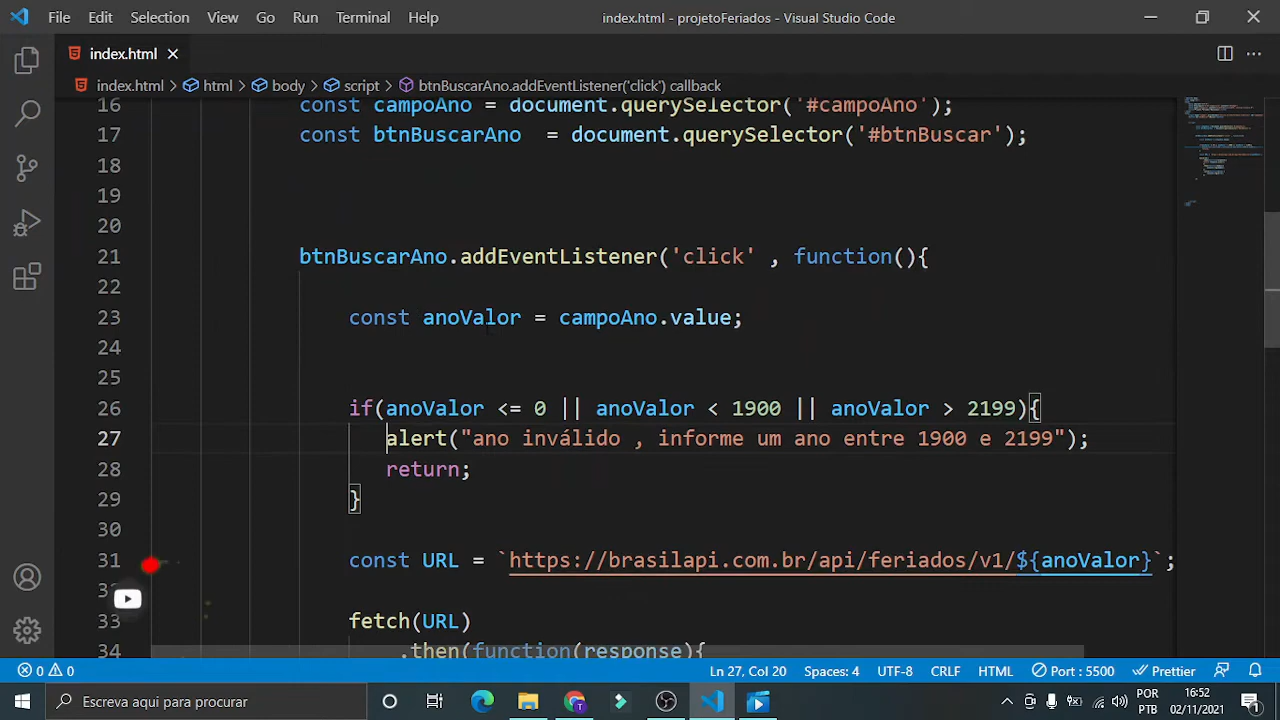 File Edit Selection View Go Run Terminal Help index.html - projetoFeriados - Visual Studio Code
index.html
index.html > html > body > script > btnBuscarAno.addEventListener('click') callback
16 const campoAno = document.querySelector('#campoAno');
17 const btnBuscarAno = document.querySelector('#btnBuscar');
18
19
20
21 btnBuscarAno.addEventListener('click' , function(){
22
23 const anoValor = campoAno.value;
24
25
26 if(anoValor <= 0 || anoValor < 1900 || anoValor > 2199){
27 alert("ano inválido , informe um ano entre 1900 e 2199");
28 return;
29 }
30
31 const URL = `https://brasilapi.com.br/api/feriados/v1/${anoValor}`;
33 fetch(URL)
34 .then(function(response){
0 0 Ln 27, Col 20 Spaces: 4 UTF-8 CRLF HTML Port : 5500 Prettier
Escreva aqui para procurar POR 16:52
PTB 02/11/2021 1